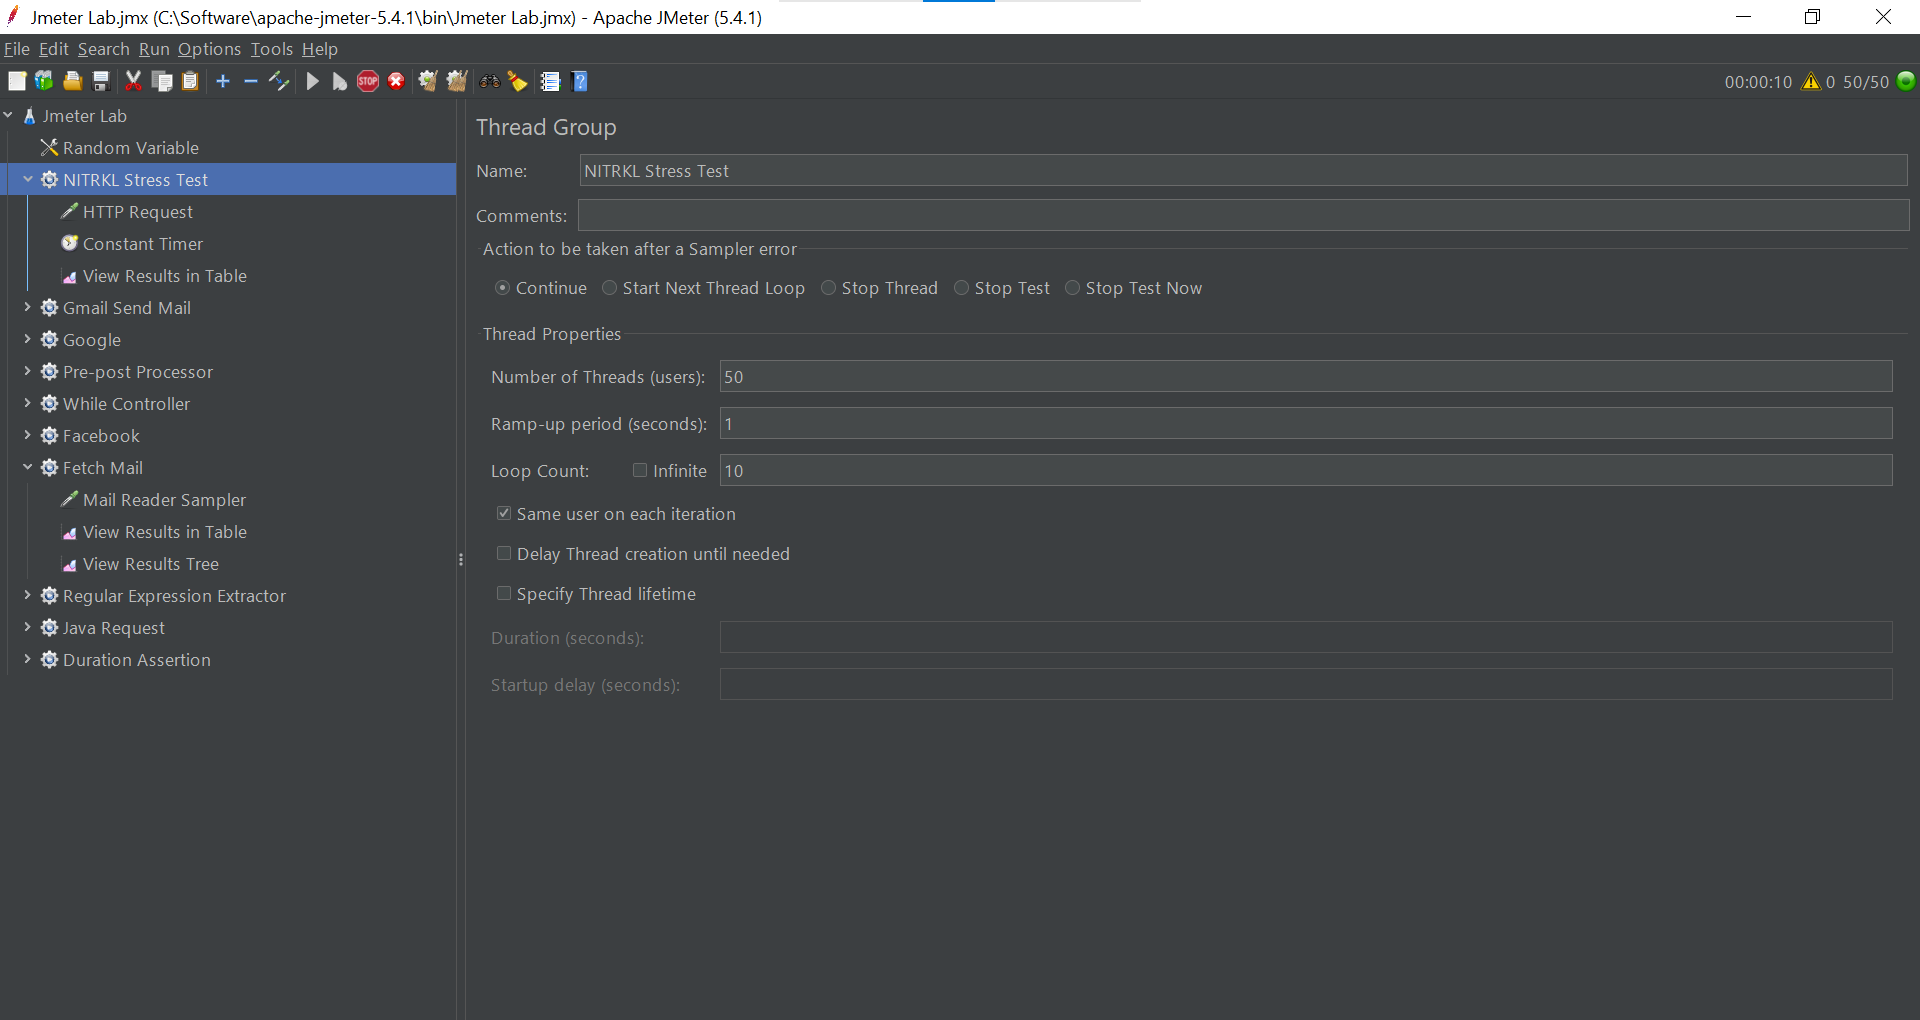 Jmeter Lab.jmx (C:\Software\apache-jmeter-5.4.1\bin\Jmeter Lab.jmx) - Apache JMeter (5.4.1)
File Edit Search Run Options Tools Help
STOP
00:00:10 0 50/50
Jmeter Lab
Random Variable
NITRKL Stress Test
HTTP Request
Constant Timer
View Results in Table
Gmail Send Mail
Google
Pre-post Processor
While Controller
Facebook
Fetch Mail
Mail Reader Sampler
View Results in Table
View Results Tree
Regular Expression Extractor
Java Request
Duration Assertion
Thread Group
Name: NITRKL Stress Test
Comments:
Action to be taken after a Sampler error
Continue Start Next Thread Loop Stop Thread Stop Test Stop Test Now
Thread Properties
Number of Threads (users): 50
Ramp-up period (seconds): 1
Loop Count: Infinite 10
Same user on each iteration
Delay Thread creation until needed
Specify Thread lifetime
Duration (seconds):
Startup delay (seconds):